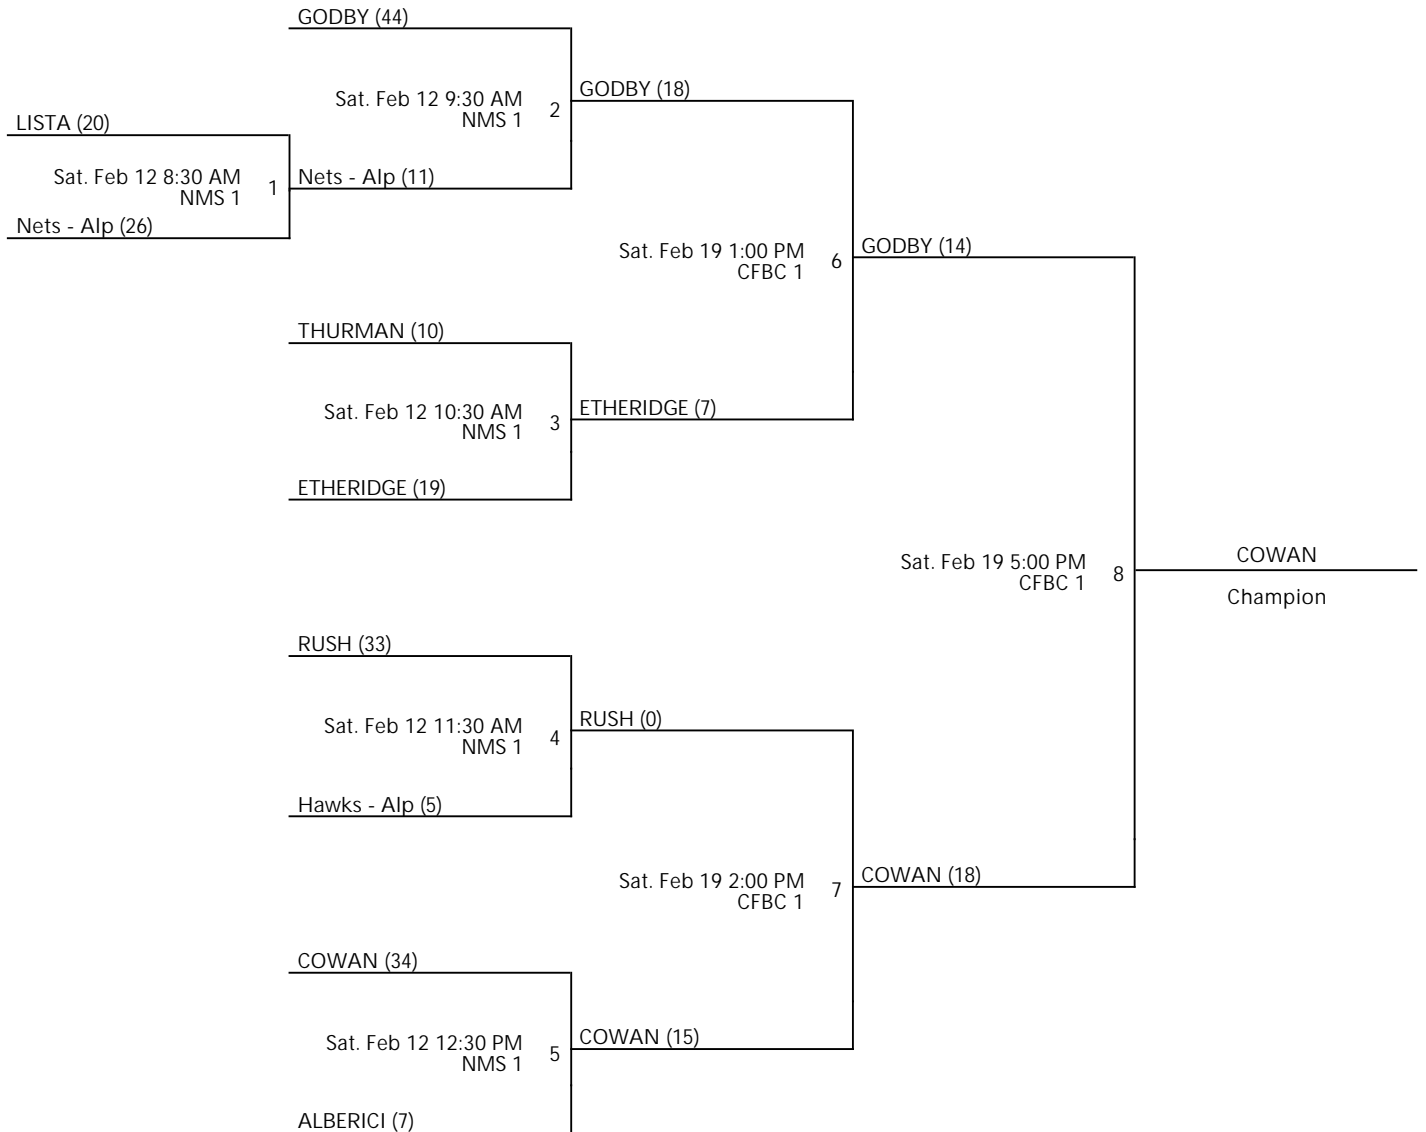 GODBY (44)
Sat. Feb 12 9:30 AM
NMS 1
2
GODBY (18)
LISTA (20)
Sat. Feb 12 8:30 AM
NMS 1
1
Nets - Alp (11)
Nets - Alp (26)
Sat. Feb 19 1:00 PM
CFBC 1
6
GODBY (14)
THURMAN (10)
Sat. Feb 12 10:30 AM
NMS 1
3
ETHERIDGE (7)
ETHERIDGE (19)
Sat. Feb 19 5:00 PM
CFBC 1
8
COWAN
Champion
RUSH (33)
Sat. Feb 12 11:30 AM
NMS 1
4
RUSH (0)
Hawks - Alp (5)
Sat. Feb 19 2:00 PM
CFBC 1
7
COWAN (18)
COWAN (34)
Sat. Feb 12 12:30 PM
NMS 1
5
COWAN (15)
ALBERICI (7)